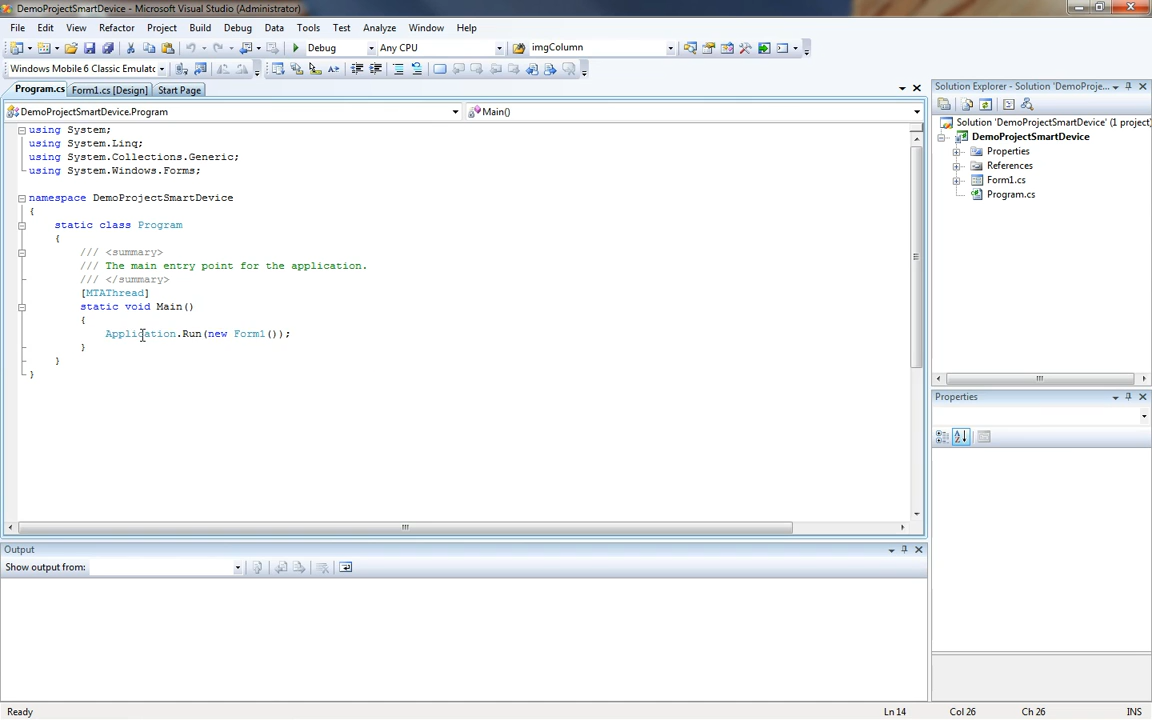 DemoProjectSmartDevice - Microsoft Visual Studio (Administrator)
File Edit View Refactor Project Build Debug Data Tools Test Analyze Window Help
Debug Any CPU imgColumn
Windows Mobile 6 Classic Emulato
Program.cs Form1.cs [Design] Start Page
DemoProjectSmartDevice.Program Main()
using System;
using System.Linq;
using System.Collections.Generic;
using System.Windows.Forms;
namespace DemoProjectSmartDevice
{
static class Program
{
/// <summary>
/// The main entry point for the application.
/// </summary>
[MTAThread]
static void Main()
{
Application.Run(new Form1());
}
}
}
Solution Explorer - Solution 'DemoProje...
Solution 'DemoProjectSmartDevice' (1 project)
DemoProjectSmartDevice
Properties
References
Form1.cs
Program.cs
Properties
Output
Show output from:
Ready Ln 14 Col 26 Ch 26 INS